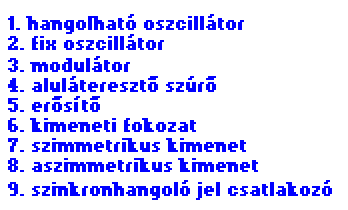 1. hangolható oszcillátor
2. fix oszcillátor
3. modulátor
4. aluláteresztő szűrő
5. erősítő
6. kimeneti fokozat
7. szimmetrikus kimenet
8. aszimmetrikus kimenet
9. szinkronhangoló jel csatlakozó